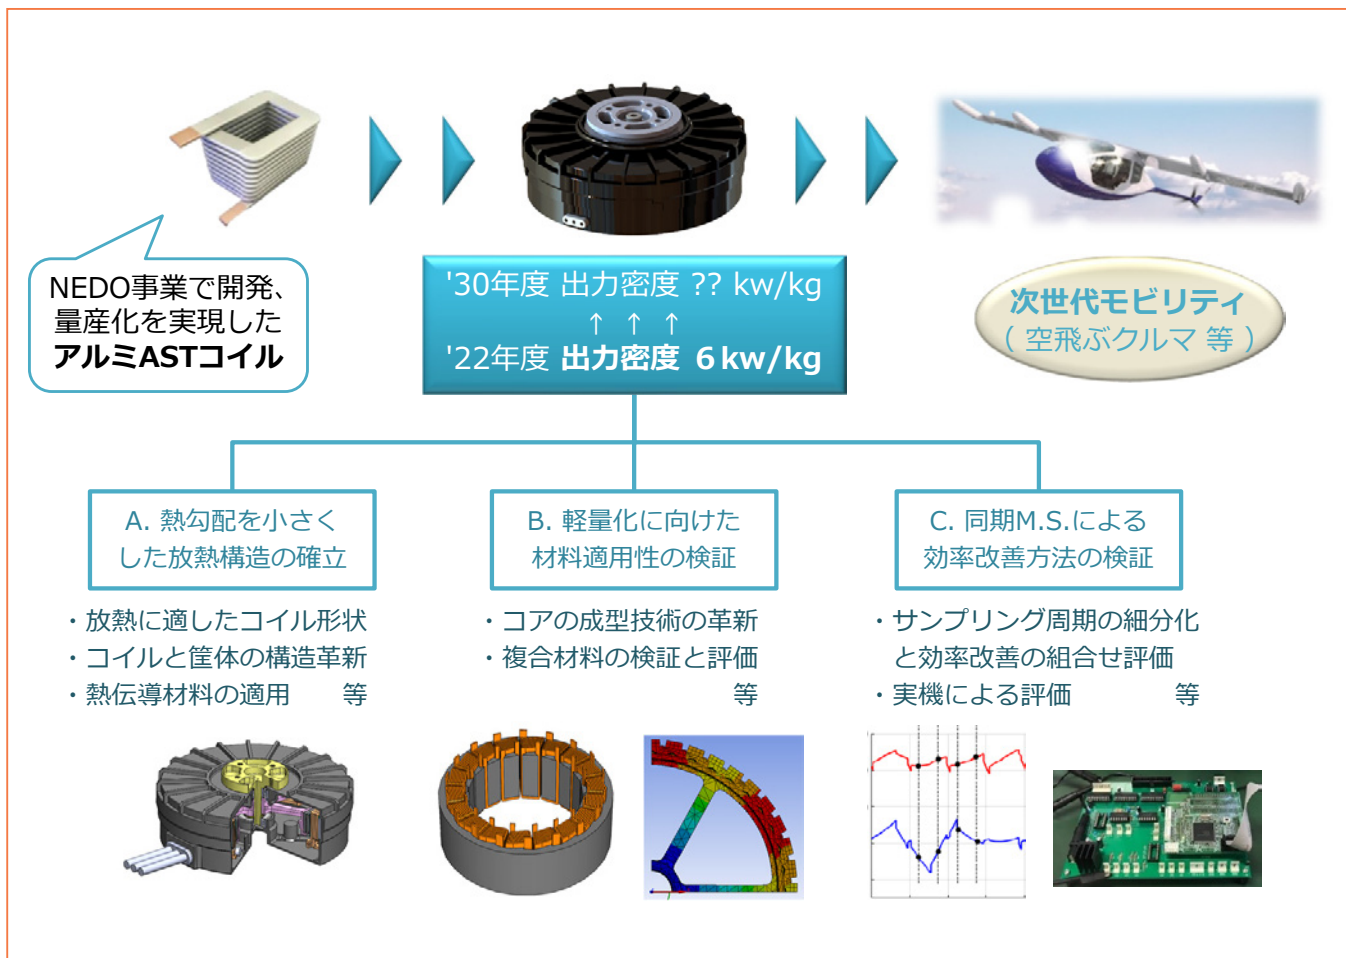 NEDO事業で開発、
量産化を実現した
アルミASTコイル
'30年度 出力密度 ?? kw/kg
↑ ↑ ↑
'22年度 出力密度 6kw/kg
次世代モビリティ
( 空飛ぶクルマ 等 )
A. 熱勾配を小さく
した放熱構造の確立
・放熱に適したコイル形状
・コイルと筐体の構造革新
・熱伝導材料の適用 等
B. 軽量化に向けた
材料適用性の検証
・コアの成型技術の革新
・複合材料の検証と評価
等
C. 同期M.S.による
効率改善方法の検証
・サンプリング周期の細分化
と効率改善の組合せ評価
・実機による評価 等